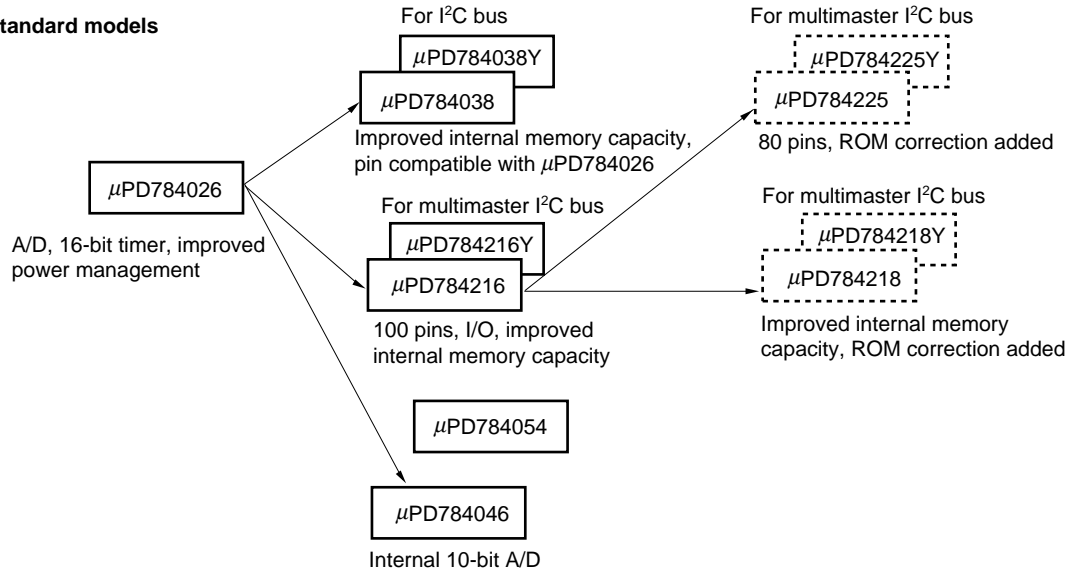 tandard models
For I²C bus
µPD784038Y
µPD784038
Improved internal memory capacity,
pin compatible with µPD784026
µPD784026
A/D, 16-bit timer, improved
power management
For multimaster I²C bus
µPD784216Y
µPD784216
100 pins, I/O, improved
internal memory capacity
µPD784054
µPD784046
Internal 10-bit A/D
For multimaster I²C bus
µPD784225Y
µPD784225
80 pins, ROM correction added
For multimaster I²C bus
µPD784218Y
µPD784218
Improved internal memory
capacity, ROM correction added